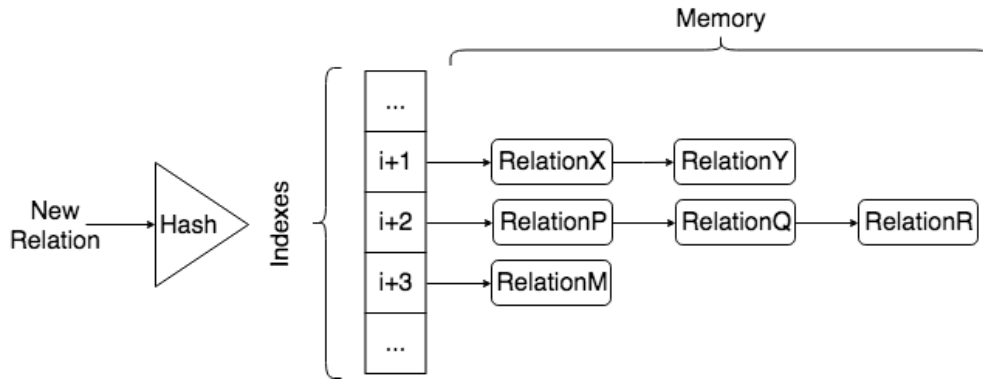 Memory
...
i+1
RelationX
RelationY
New
Relation
Hash
Indexes
i+2
RelationP
RelationQ
RelationR
i+3
RelationM
...